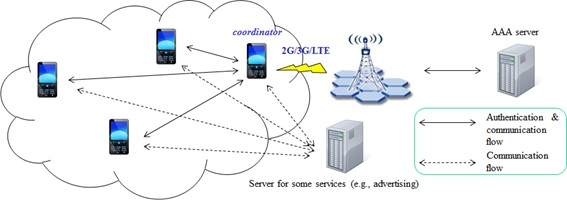 coordinator
2G/3G/LTE
AAA server
Authentication &
communication
flow
Communication
flow
Server for some services (e.g., advertising)